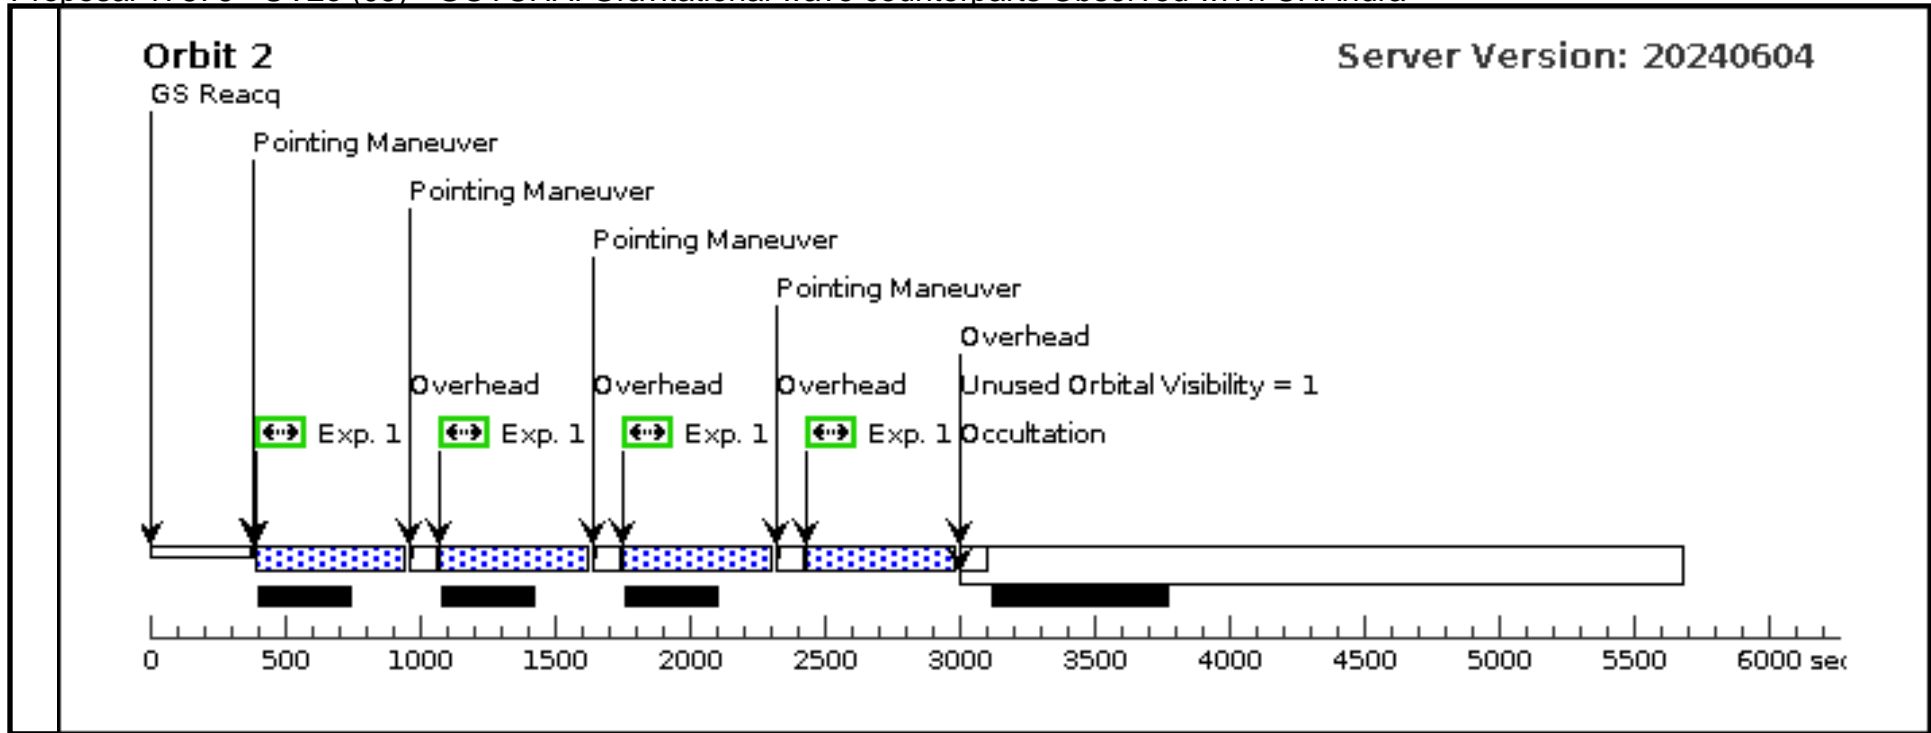 Orbit 2
Server Version: 20240604
GS Reacq
Pointing Maneuver
Pointing Maneuver
Pointing Maneuver
Pointing Maneuver
Overhead
Overhead Overhead Overhead Unused Orbital Visibility = 1
Exp. 1 Exp. 1 Exp. 1 Exp. 1 Occultation
0 500 1000 1500 2000 2500 3000 3500 4000 4500 5000 5500 6000 sec